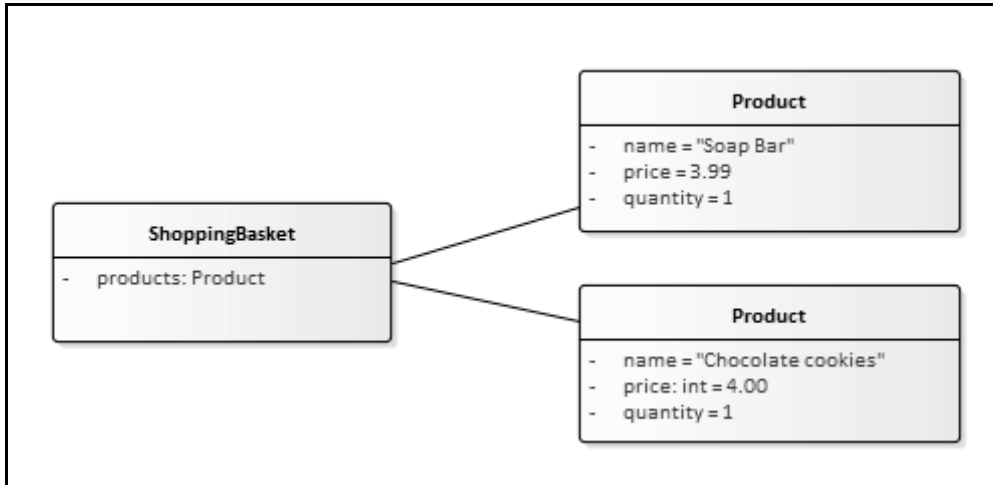 ShoppingBasket
- products: Product
Product
- name = "Soap Bar"
- price = 3.99
- quantity = 1
Product
- name = "Chocolate cookies"
- price: int = 4.00
- quantity = 1